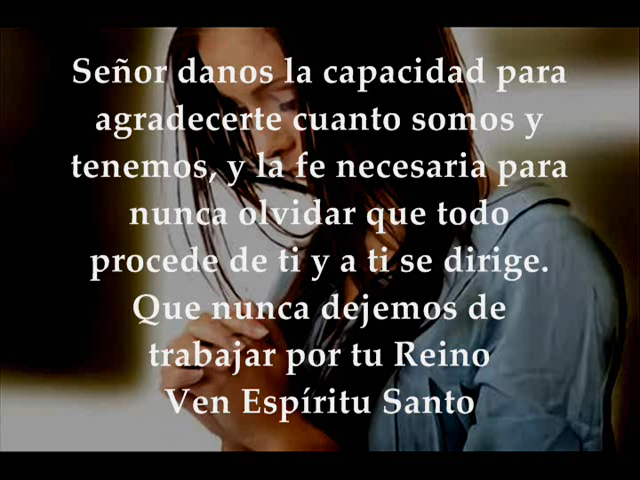 Señor danos la capacidad para
agradecerte cuanto somos y
tenemos, y la fe necesaria para
nunca olvidar que todo
procede de ti y a ti se dirige.
Que nunca dejemos de
trabajar por tu Reino
Ven Espíritu Santo